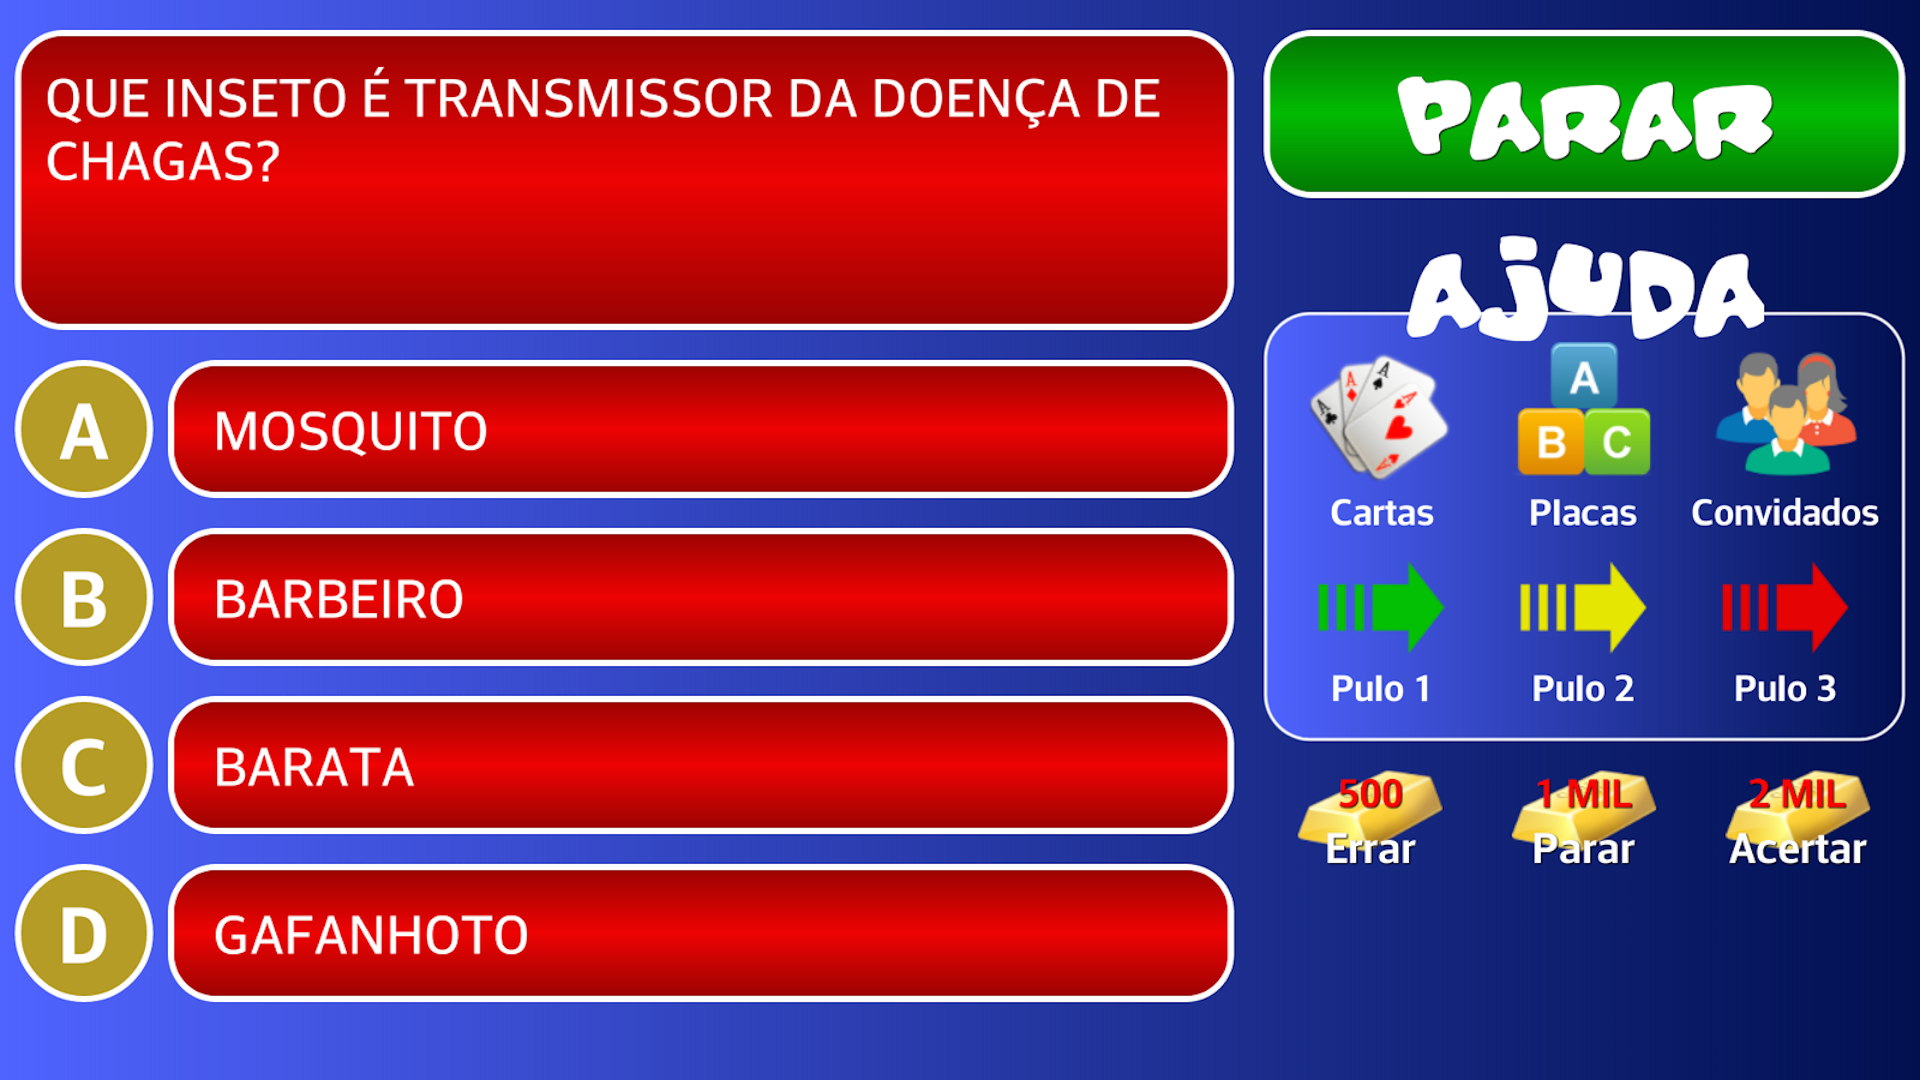 QUE INSETO É TRANSMISSOR DA DOENÇA DE
CHAGAS?
A
MOSQUITO
B
BARBEIRO
C
BARATA
D
GAFANHOTO
PARAR
AJUDA
A
A
A
A
A
A
B C
Cartas Placas Convidados
Pulo 1 Pulo 2 Pulo 3
500 1 MIL 2 MIL
Errar Parar Acertar